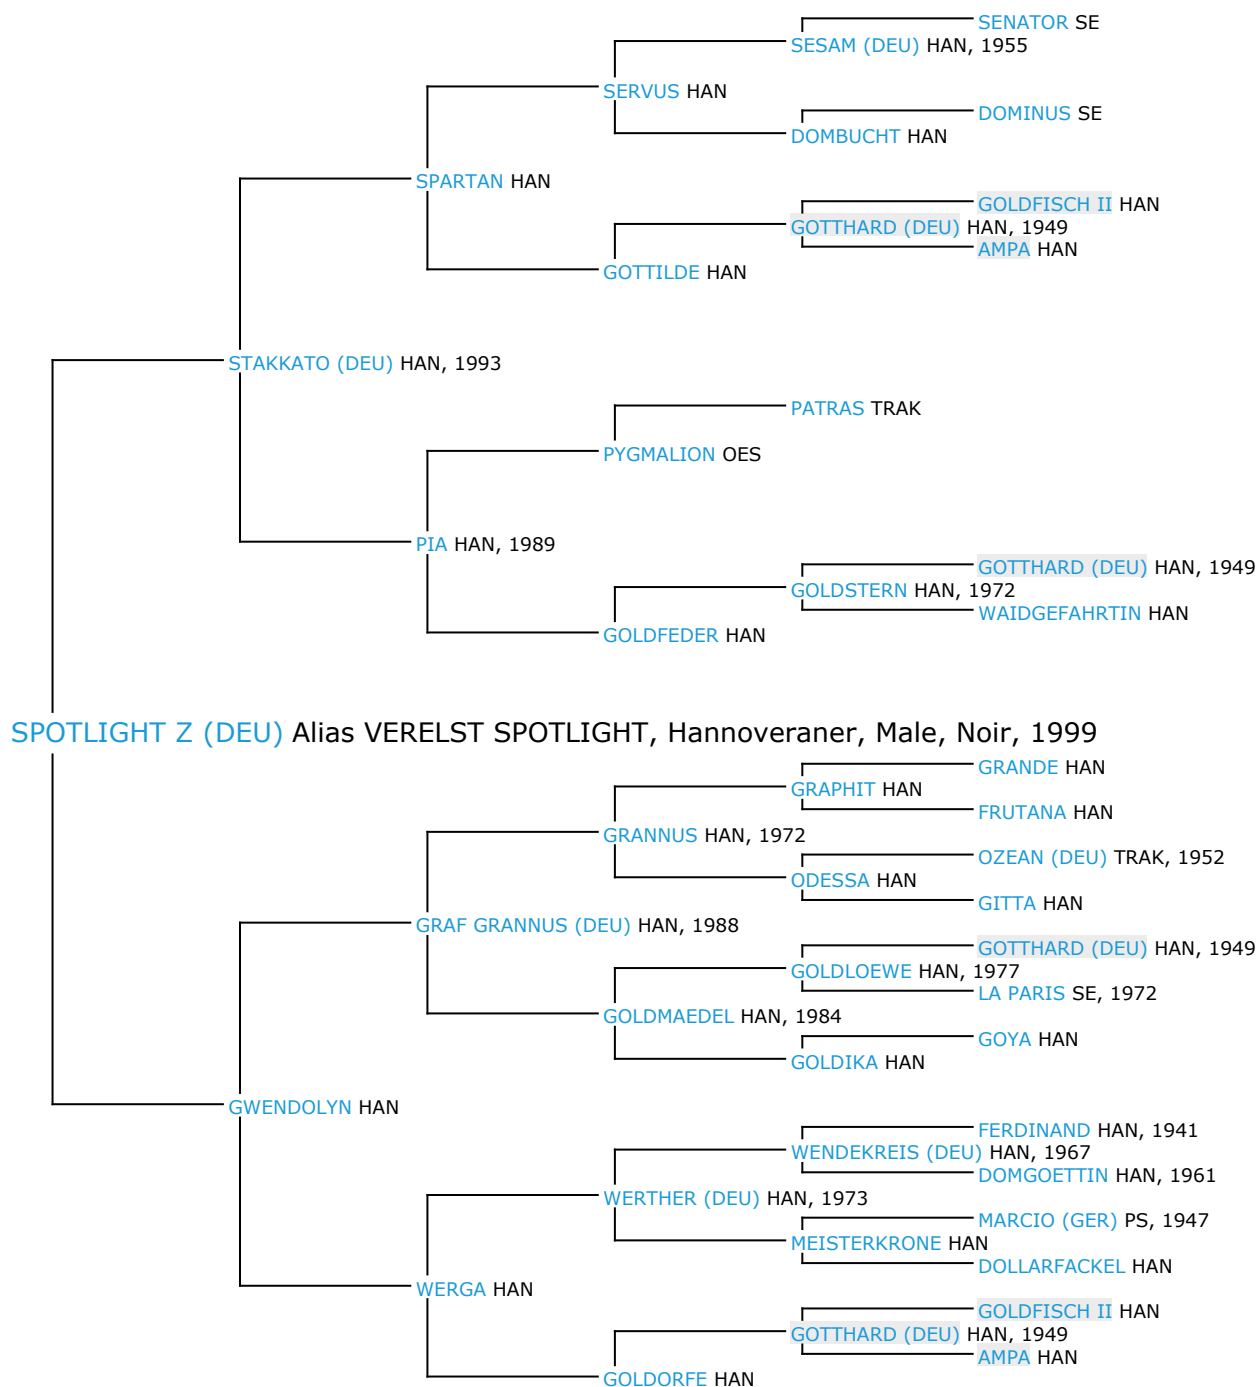 SENATOR SE
SESAM (DEU) HAN, 1955
SERVUS HAN
DOMINUS SE
DOMBUCHT HAN
SPARTAN HAN
GOLDFISCH II HAN
GOTTHARD (DEU) HAN, 1949
AMPA HAN
GOTTILDE HAN
STAKKATO (DEU) HAN, 1993
PATRAS TRAK
PYGMALION OES
PIA HAN, 1989
GOTTHARD (DEU) HAN, 1949
GOLDSTERN HAN, 1972
WAIDGEFAHRTIN HAN
GOLDFEDER HAN
SPOTLIGHT Z (DEU) Alias VERELST SPOTLIGHT, Hannoveraner, Male, Noir, 1999
GRANDE HAN
GRAPHIT HAN
FRUTANA HAN
GRANNUS HAN, 1972
OZEAN (DEU) TRAK, 1952
ODESSA HAN
GITTA HAN
GRAF GRANNUS (DEU) HAN, 1988
GOTTHARD (DEU) HAN, 1949
GOLDLOEWE HAN, 1977
LA PARIS SE, 1972
GOLDMAEDEL HAN, 1984
GOYA HAN
GOLDIKA HAN
GWENDOLYN HAN
FERDINAND HAN, 1941
WENDEKREIS (DEU) HAN, 1967
DOMGOETTIN HAN, 1961
WERTHER (DEU) HAN, 1973
MARCIO (GER) PS, 1947
MEISTERKRONE HAN
DOLLARFACKEL HAN
WERGA HAN
GOLDFISCH II HAN
GOTTHARD (DEU) HAN, 1949
AMPA HAN
GOLDORFE HAN